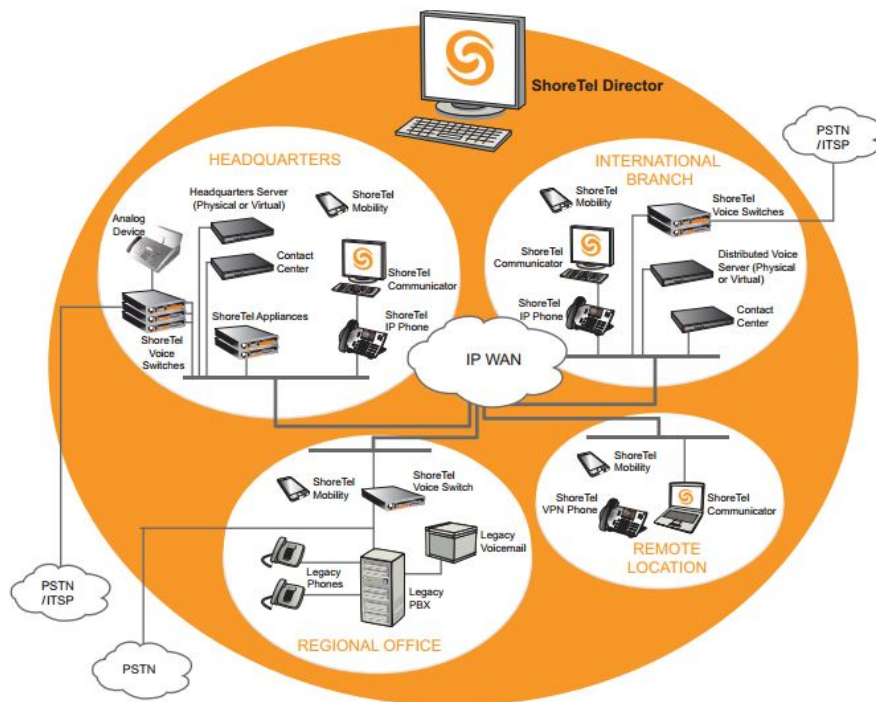 ShoreTel Director
HEADQUARTERS
Headquarters Server
(Physical or Virtual)
ShoreTel
Mobility
Analog
Device
Contact
Center
ShoreTel
Communicator
ShoreTel Appliances
ShoreTel
IP Phone
ShoreTel
Voice
Switches
INTERNATIONAL
BRANCH
PSTN
/ITSP
ShoreTel
Mobility
ShoreTel
Voice Switches
ShoreTel
Communicator
Distributed Voice
Server (Physical
or Virtual)
ShoreTel
IP Phone
Contact
Center
IP WAN
ShoreTel
Mobility
ShoreTel
Voice Switch
Legacy
Voicemail
Legacy
Phones
Legacy
PBX
REGIONAL OFFICE
ShoreTel
Mobility
ShoreTel
VPN Phone
ShoreTel
Communicator
REMOTE
LOCATION
PSTN
/ITSP
PSTN